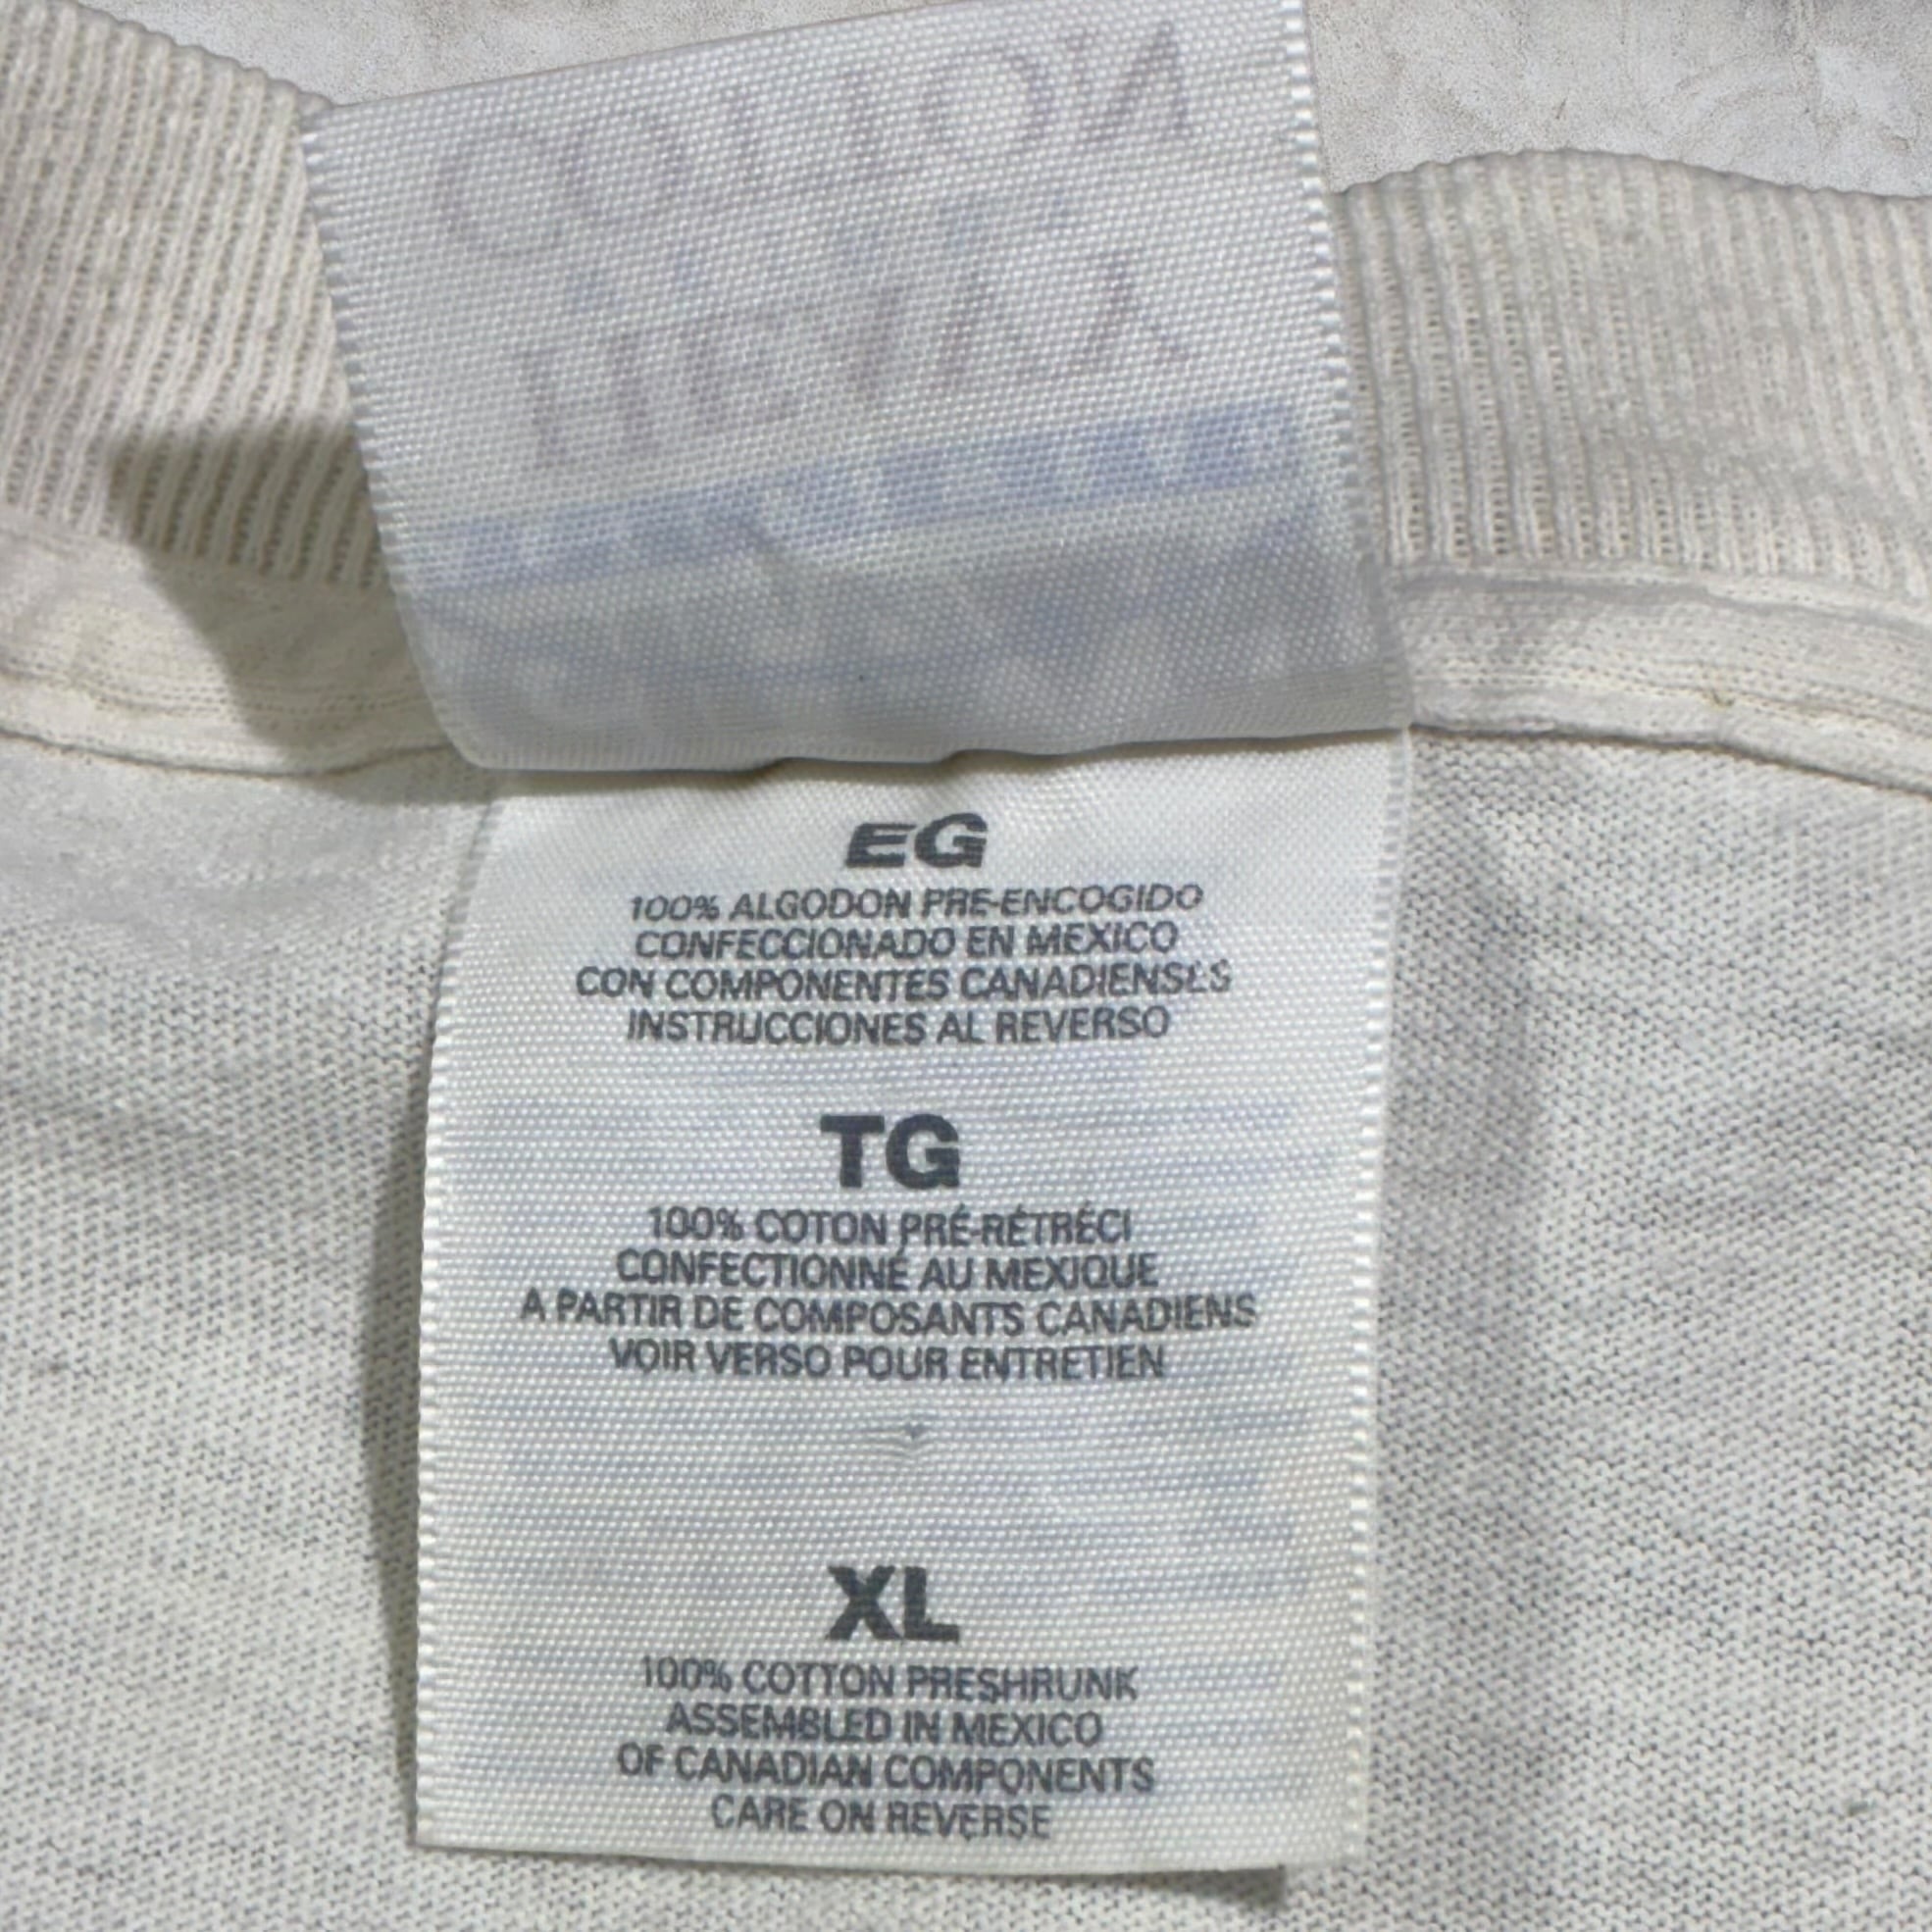 COTTON
HEAVY
EG
100% ALGODON PRE-ENCOGIDO
CONFECCIONADO EN MEXICO
CON COMPONENTES CANADIENSES
INSTRUCCIONES AL REVERSO
TG
100% COTON PRÉ-RÉTRÉCI
CONFECTIONNÉ AU MEXIQUE
A PARTIR DE COMPOSANTS CANADIENS
VOIR VERSO POUR ENTRETIEN
XL
100% COTTON PRESHRUNK
ASSEMBLED IN MEXICO
OF CANADIAN COMPONENTS
CARE ON REVERSE